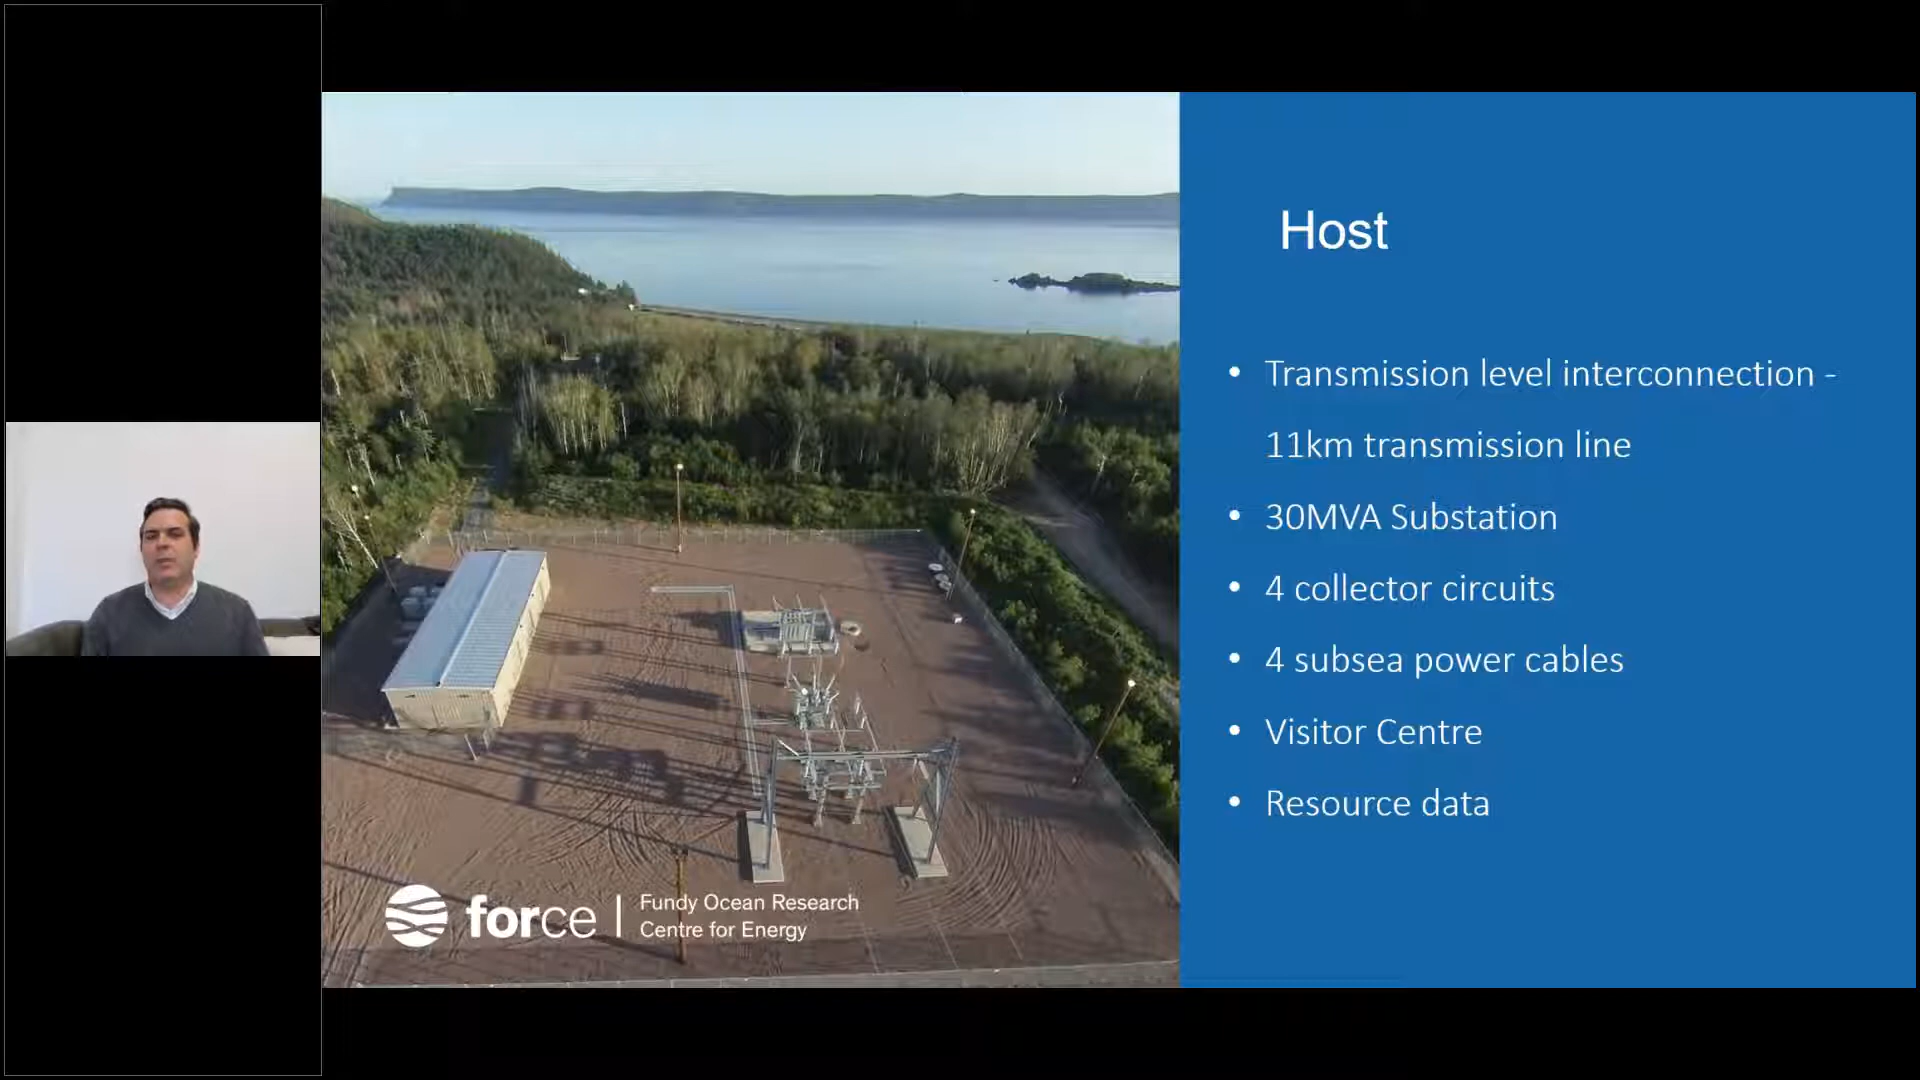 Host
• Transmission level interconnection -
11km transmission line
• 30MVA Substation
• 4 collector circuits
• 4 subsea power cables
• Visitor Centre
• Resource data
force | Fundy Ocean Research
Centre for Energy